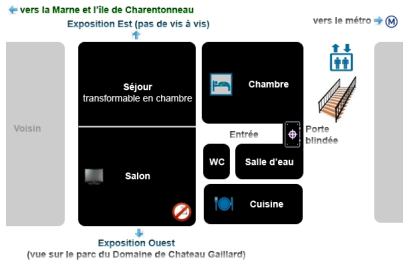 vers la Marne et l'île de Charentonneau
Exposition Est (pas de vis à vis)
vers le métro M
Séjour
transformable en chambre
Chambre
Voisin
Entrée
Porte
blindée
WC
Salle d'eau
Salon
Cuisine
Exposition Ouest
(vue sur le parc du Domaine de Chateau Gaillard)